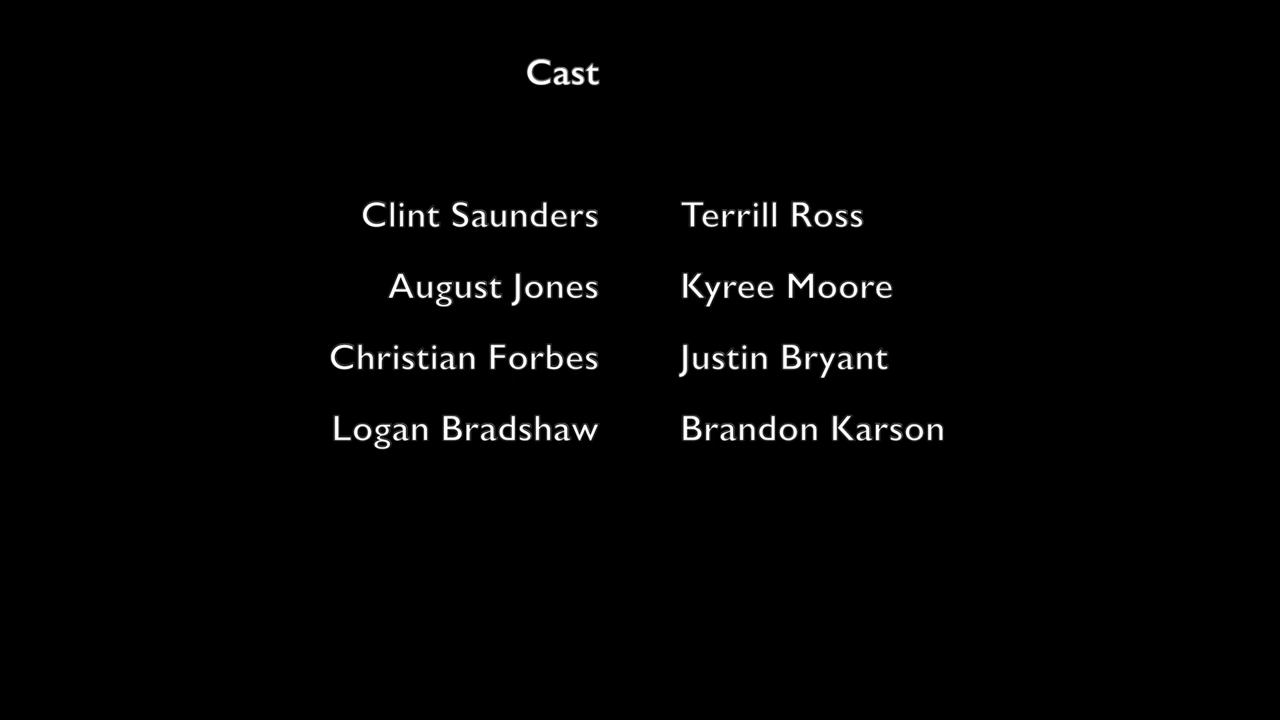 Cast
Clint Saunders Terrill Ross
August Jones Kyree Moore
Christian Forbes Justin Bryant
Logan Bradshaw Brandon Karson